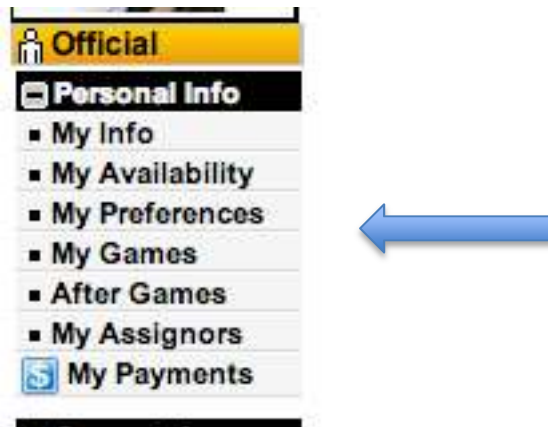 Official
Personal Info
My Info
My Availability
My Preferences
My Games
After Games
My Assignors
$ My Payments